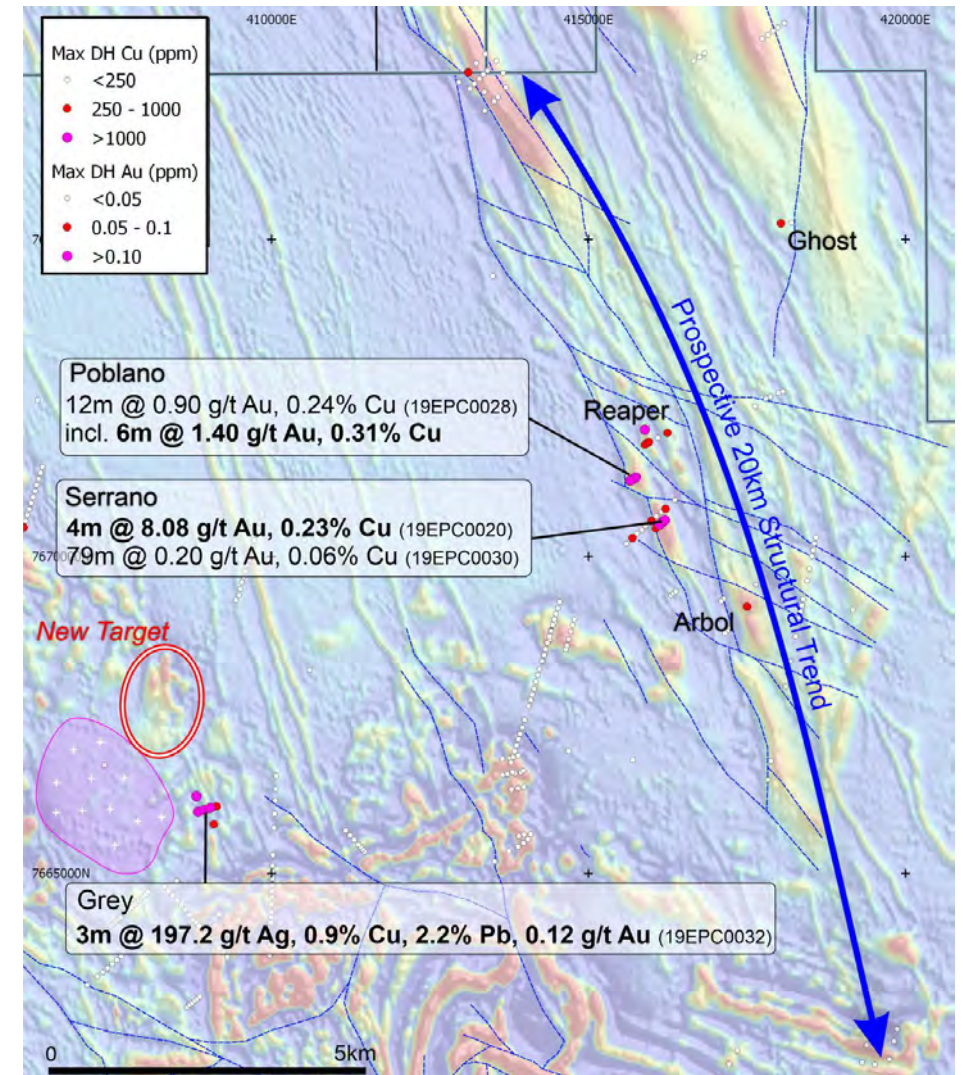 410000E
415000E
420000E
Max DH Cu (ppm)
<250
250 - 1000
>1000
Max DH Au (ppm)
<0.05
0.05 - 0.1
>0.10
Ghost
Prospective 20km Structural Trend
Poblano
12m @ 0.90 g/t Au, 0.24% Cu (19EPC0028)
incl. 6m @ 1.40 g/t Au, 0.31% Cu
Reaper
Serrano
4m @ 8.08 g/t Au, 0.23% Cu (19EPC0020)
79m @ 0.20 g/t Au, 0.06% Cu (19EPC0030)
Arbol
New Target
7665000N
Grey
3m @ 197.2 g/t Ag, 0.9% Cu, 2.2% Pb, 0.12 g/t Au (19EPC0032)
0
5km